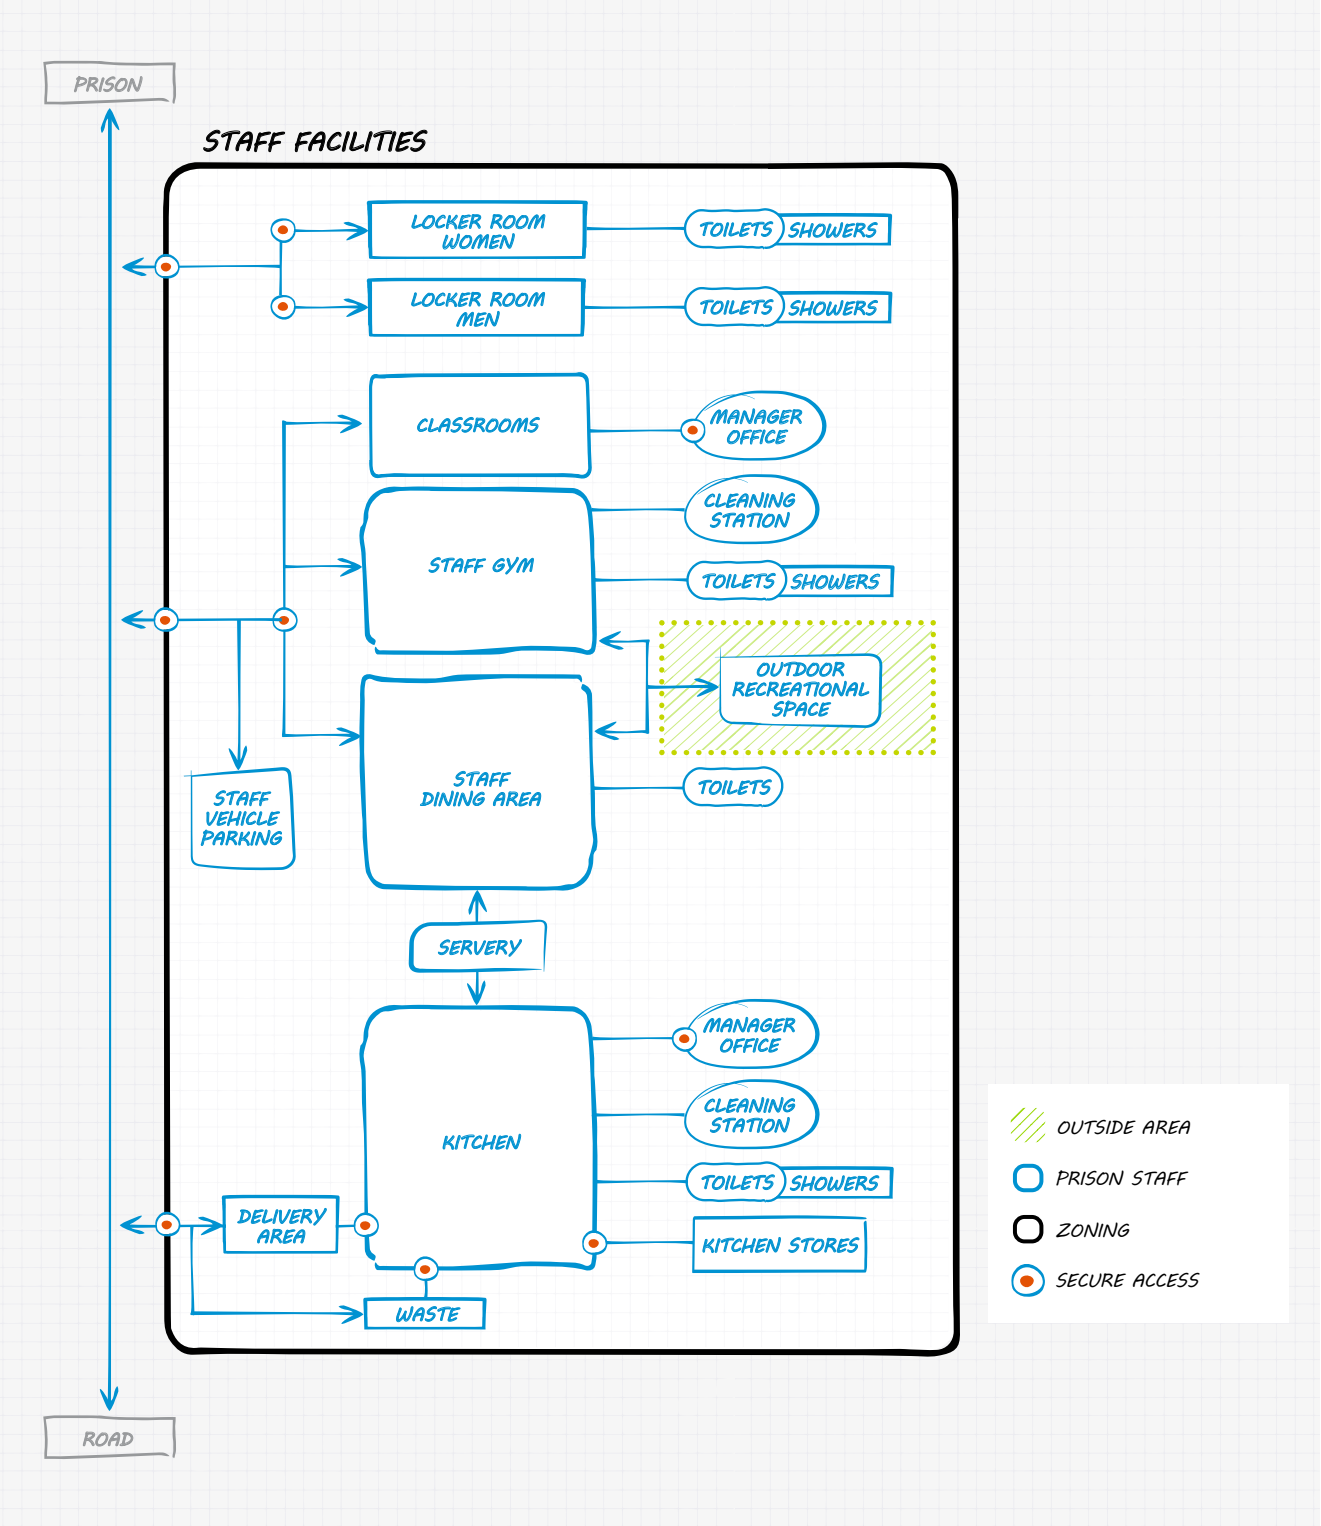 PRISON
STAFF FACILITIES
LOCKER ROOM
WOMEN
TOILETS
SHOWERS
LOCKER ROOM
MEN
TOILETS
SHOWERS
CLASSROOMS
MANAGER
OFFICE
CLEANING
STATION
STAFF GYM
TOILETS
SHOWERS
OUTDOOR
RECREATIONAL
SPACE
STAFF
DINING AREA
TOILETS
STAFF
VEHICLE
PARKING
SERVERY
MANAGER
OFFICE
CLEANING
STATION
KITCHEN
TOILETS
SHOWERS
DELIVERY
AREA
KITCHEN STORES
WASTE
OUTSIDE AREA
PRISON STAFF
ZONING
SECURE ACCESS
ROAD